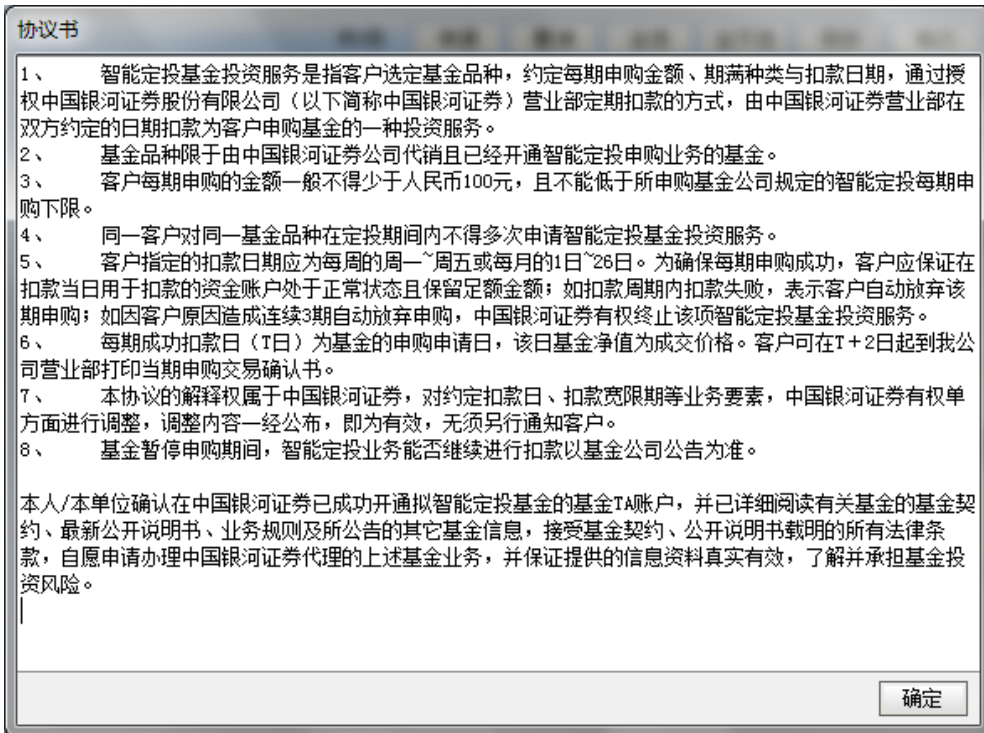 协议书
1、 智能定投基金投资服务是指客户选定基金品种，约定每期申购金额、期满种类与扣款日期，通过授
权中国银河证券股份有限公司（以下简称中国银河证券）营业部定期扣款的方式，由中国银河证券营业部在
双方约定的日期扣款为客户申购基金的一种投资服务。
2、 基金品种限于由中国银河证券公司代销且已经开通智能定投申购业务的基金。
3、 客户每期申购的金额一般不得少于人民币100元，且不能低于所申购基金公司规定的智能定投每期申
购下限。
4、 同一客户对同一基金品种在定投期间内不得多次申请智能定投基金投资服务。
5、 客户指定的扣款日期应为每周的周一~周五或每月的1日~26日。为确保每期申购成功，客户应保证在
扣款当日用于扣款的资金账户处于正常状态且保留足额金额；如扣款周期内扣款失败，表示客户自动放弃该
期申购；如因客户原因造成连续3期自动放弃申购，中国银河证券有权终止该项智能定投基金投资服务。
6、 每期成功扣款日（T日）为基金的申购申请日，该日基金净值为成交价格。客户可在T＋2日起到我公
司营业部打印当期申购交易确认书。
7、 本协议的解释权属于中国银河证券，对约定扣款日、扣款宽限期等业务要素，中国银河证券有权单
方面进行调整，调整内容一经公布，即为有效，无须另行通知客户。
8、 基金暂停申购期间，智能定投业务能否继续进行扣款以基金公司公告为准。
本人/本单位确认在中国银河证券已成功开通拟智能定投基金的基金TA账户，并已详细阅读有关基金的基金契
约、最新公开说明书、业务规则及所公告的其它基金信息，接受基金契约、公开说明书载明的所有法律条
款，自愿申请办理中国银河证券代理的上述基金业务，并保证提供的信息资料真实有效，了解并承担基金投
资风险。
确定